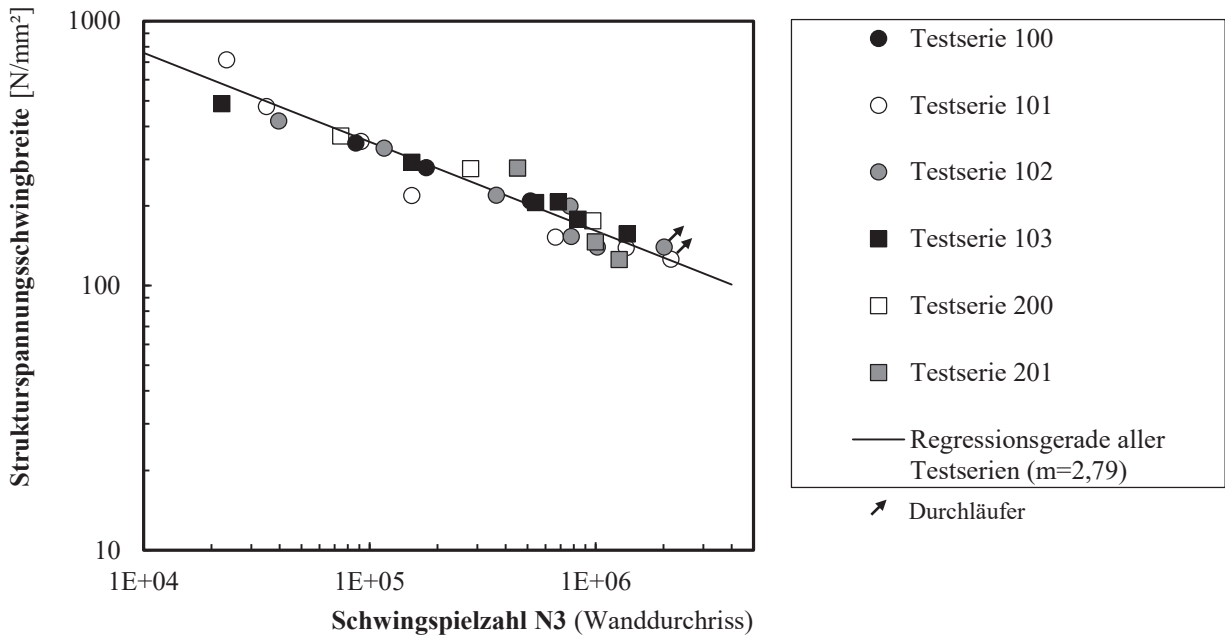 Strukturspannungsschwingbreite [N/mm²]
1000
100
10
1E+04
1E+05
1E+06
Schwingspielzahl N3 (Wanddurchriss)
Testserie 100
Testserie 101
Testserie 102
Testserie 103
Testserie 200
Testserie 201
Regressionsgerade aller
Testserien (m=2,79)
Durchläufer